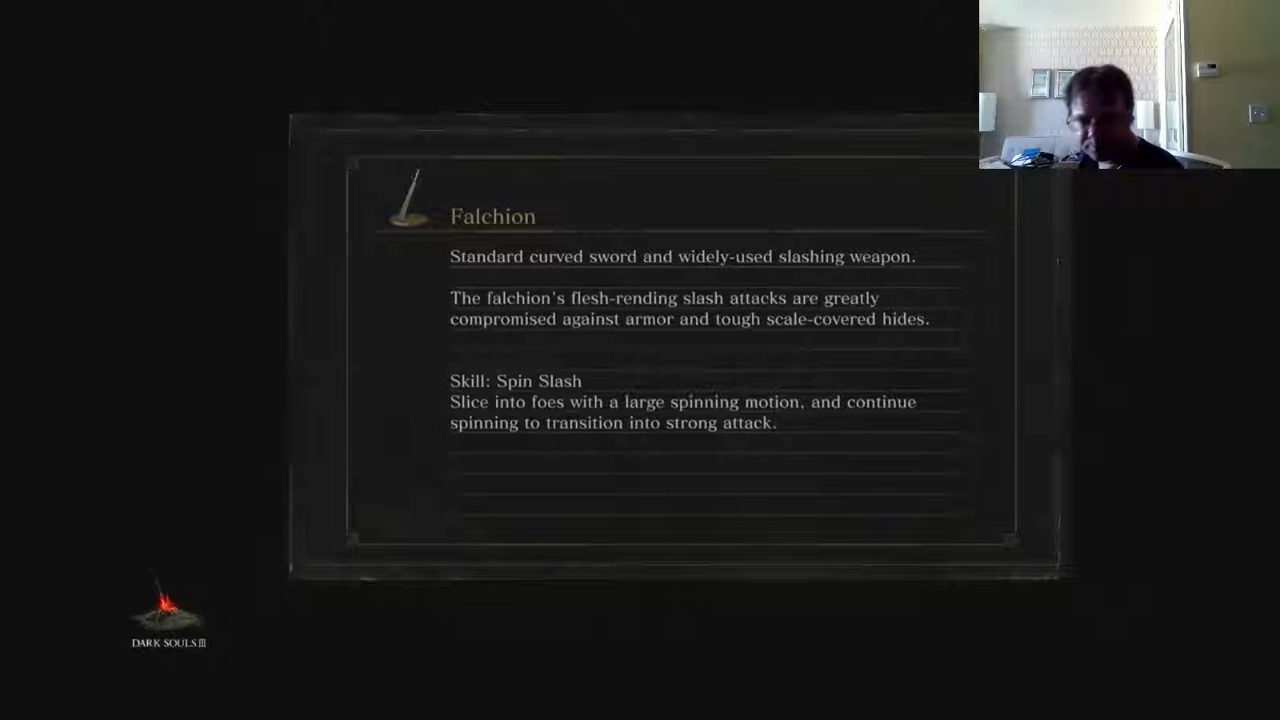 Falchion
Standard curved sword and widely-used slashing weapon.
The falchion's flesh-rending slash attacks are greatly
compromised against armor and tough scale-covered hides.
Skill: Spin Slash
Slice into foes with a large spinning motion, and continue
spinning to transition into strong attack.
DARK SOULS III